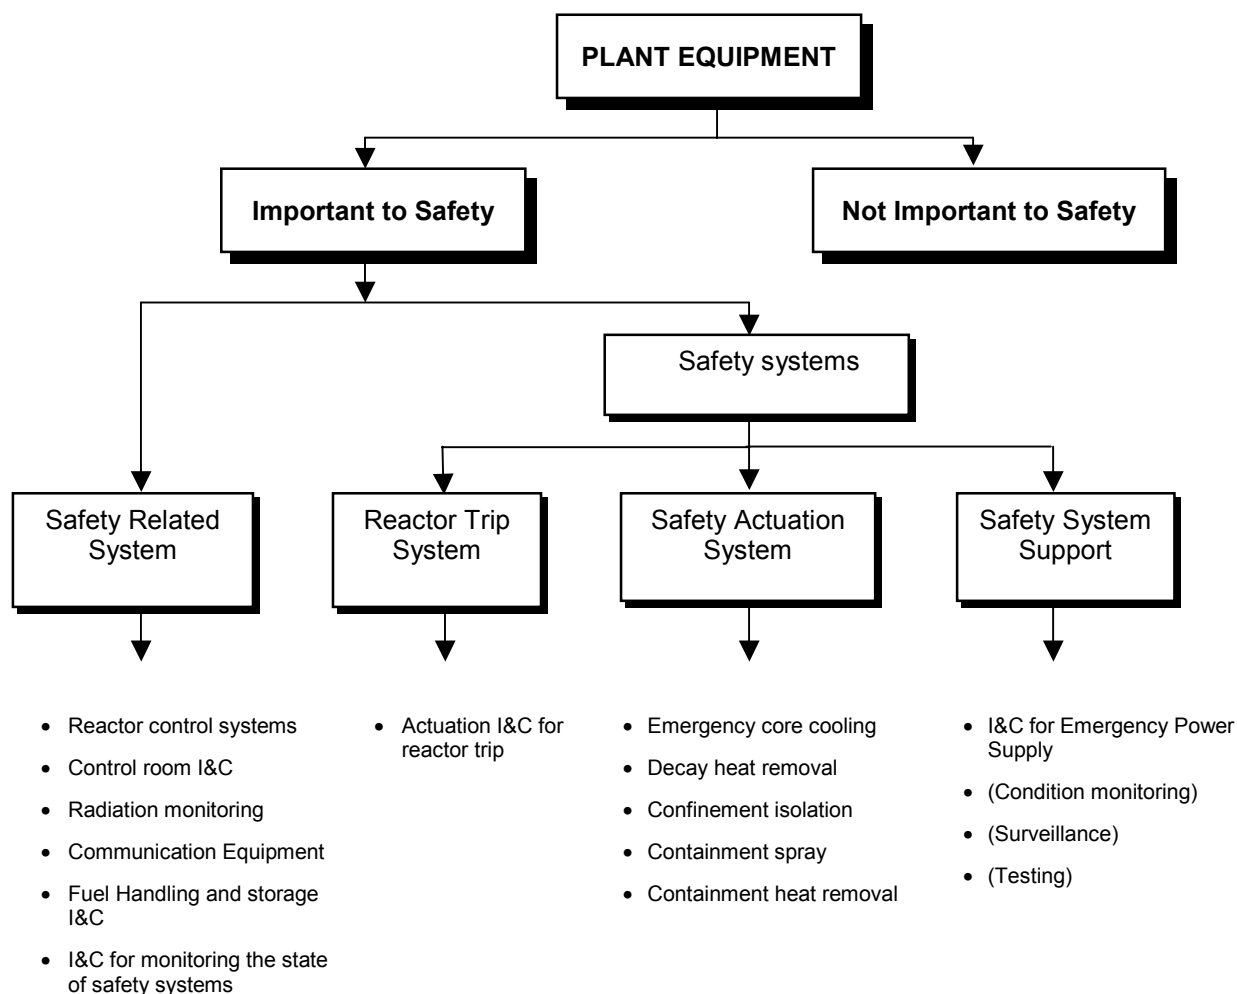 PLANT EQUIPMENT
Important to Safety
Not Important to Safety
Safety systems
Safety Related
System
Reactor Trip
System
Safety Actuation
System
Safety System
Support
• Reactor control systems
• Control room I&C
• Radiation monitoring
• Communication Equipment
• Fuel Handling and storage
I&C
• I&C for monitoring the state
of safety systems
• Actuation I&C for
reactor trip
• Emergency core cooling
• Decay heat removal
• Confinement isolation
• Containment spray
• Containment heat removal
• I&C for Emergency Power
Supply
• (Condition monitoring)
• (Surveillance)
• (Testing)